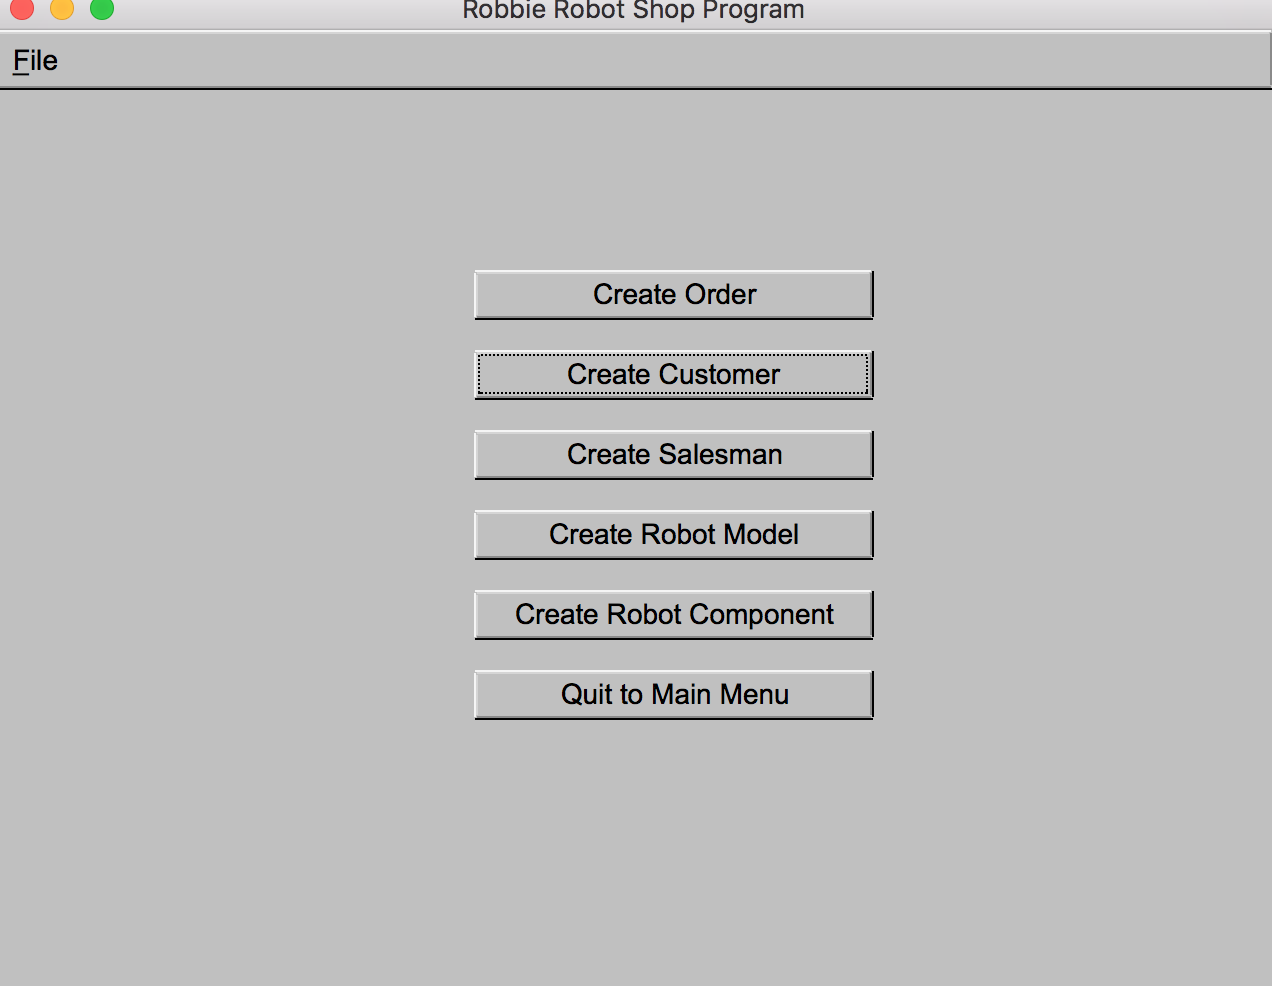 Robbie Robot Shop Program
File
Create Order
Create Customer
Create Salesman
Create Robot Model
Create Robot Component
Quit to Main Menu